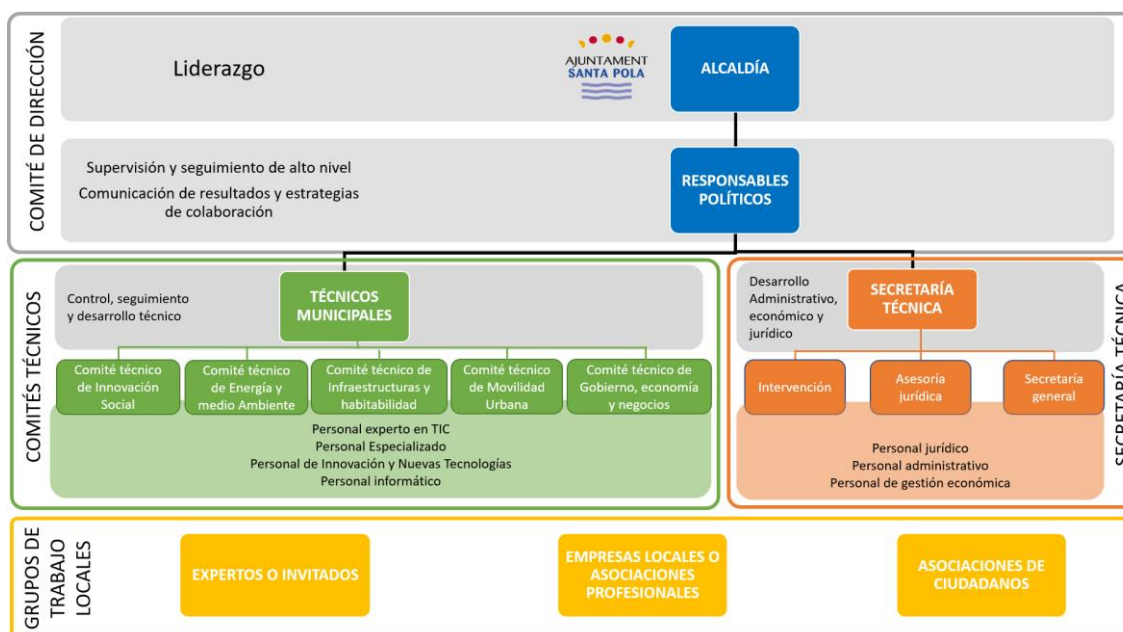 COMITÉ DE DIRECCIÓN
Liderazgo
AJUNTAMENT
SANTA POLA
ALCALDÍA
Supervisión y seguimiento de alto nivel
Comunicación de resultados y estrategias
de colaboración
RESPONSABLES
POLÍTICOS
COMITÉS TÉCNICOS
Control, seguimiento
y desarrollo técnico
TÉCNICOS
MUNICIPALES
Comité técnico
de Innovación
Social
Comité técnico
de Energía y
medio Ambiente
Comité técnico de
Infraestructuras y
habitabilidad
Comité técnico
de Movilidad
Urbana
Comité técnico de
Gobierno, economía
y negocios
Personal experto en TIC
Personal Especializado
Personal de Innovación y Nuevas Tecnologías
Personal informático
Desarrollo
Administrativo,
económico y
jurídico
SECRETARÍA
TÉCNICA
Intervención
Asesoría
jurídica
Secretaría
general
Personal jurídico
Personal administrativo
Personal de gestión económica
SECRETARÍA TÉCNICA
GRUPOS DE
TRABAJO
LOCALES
EXPERTOS O INVITADOS
EMPRESAS LOCALES O
ASOCIACIONES
PROFESIONALES
ASOCIACIONES DE
CIUDADANOS